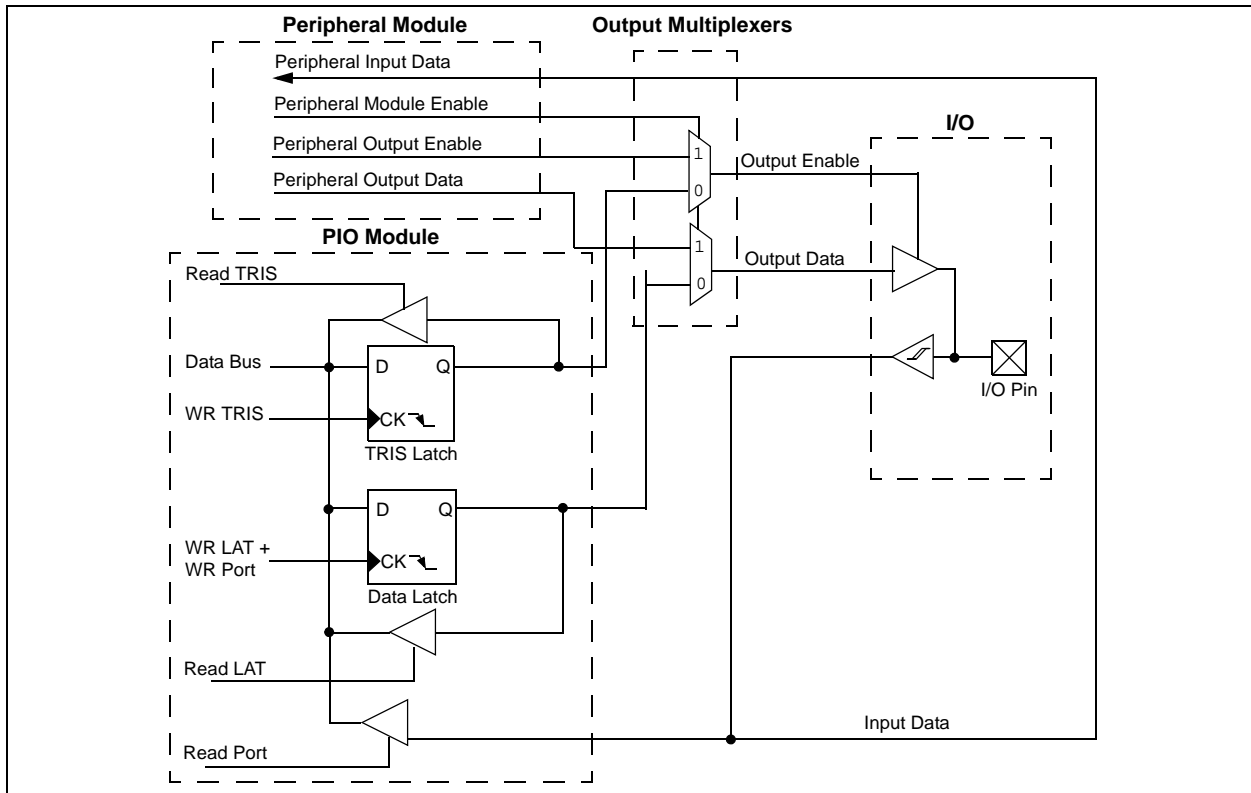 Peripheral Module
Output Multiplexers
Peripheral Input Data
Peripheral Module Enable
Peripheral Output Enable
Peripheral Output Data
1
0
Output Enable
1
0
Output Data
I/O
I/O Pin
PIO Module
Read TRIS
Data Bus
D
Q
WR TRIS
CK
TRIS Latch
D
Q
WR LAT +
WR Port
CK
Data Latch
Read LAT
Read Port
Input Data